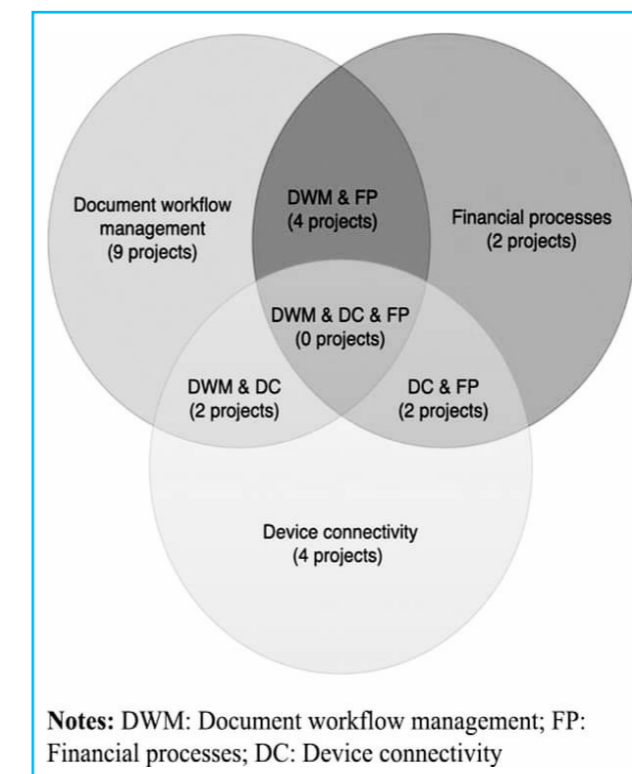 DWM & FP
(4 projects)
Document workflow
management
(9 projects)
Financial processes
(2 projects)
DWM & DC & FP
(0 projects)
DWM & DC
(2 projects)
DC & FP
(2 projects)
Device connectivity
(4 projects)
Notes: DWM: Document workflow management; FP:
Financial processes; DC: Device connectivity